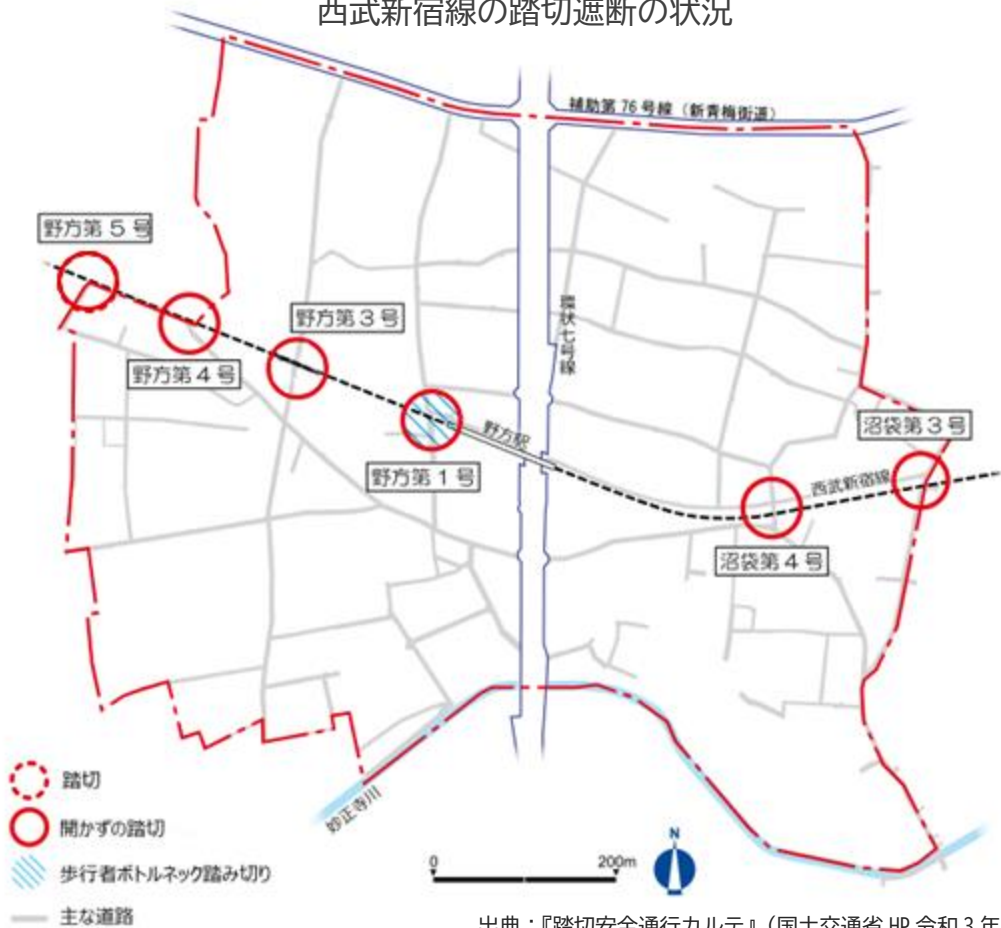 西武新宿線の踏切遮断の状況
補助第76号線（新青梅街道）
野方第5号
野方第3号
環状七号線
野方第4号
野方駅
沼袋第3号
野方第1号
西武新宿線
沼袋第4号
踏切
開かずの踏切
妙正寺川
歩行者ボトルネック踏み切り
0
200m
N
主な道路
出典：『踏切安全通行カルテ』（国土交通省 HP 令和3年